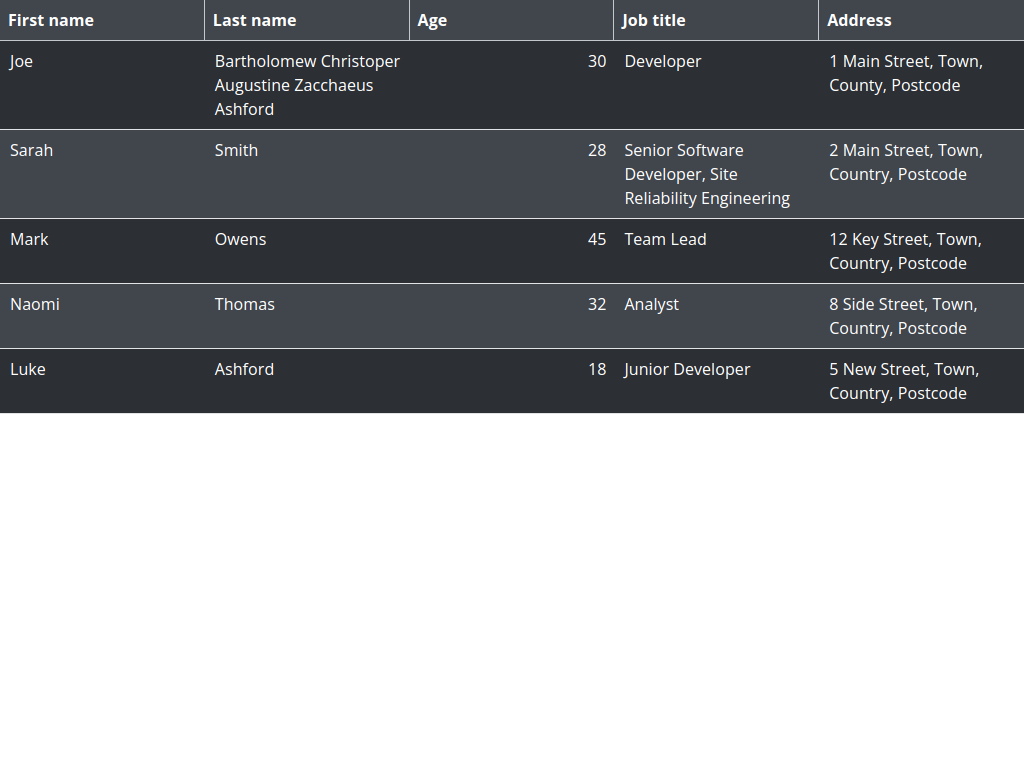 First name Last name Age Job title Address
Joe Bartholomew Christoper 30 Developer 1 Main Street, Town,
Augustine Zacchaeus County, Postcode
Ashford
Sarah Smith 28 Senior Software 2 Main Street, Town,
Developer, Site Country, Postcode
Reliability Engineering
Mark Owens 45 Team Lead 12 Key Street, Town,
Country, Postcode
Naomi Thomas 32 Analyst 8 Side Street, Town,
Country, Postcode
Luke Ashford 18 Junior Developer 5 New Street, Town,
Country, Postcode